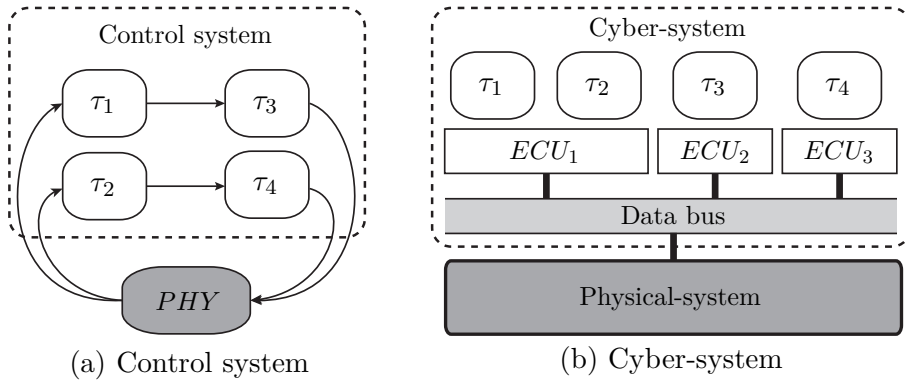 Control system
τ₁ τ₃
τ₂ τ₄
PHY
(a) Control system
Cyber-system
τ₁ τ₂ τ₃ τ₄
ECU₁ ECU₂ ECU₃
Data bus
Physical-system
(b) Cyber-system